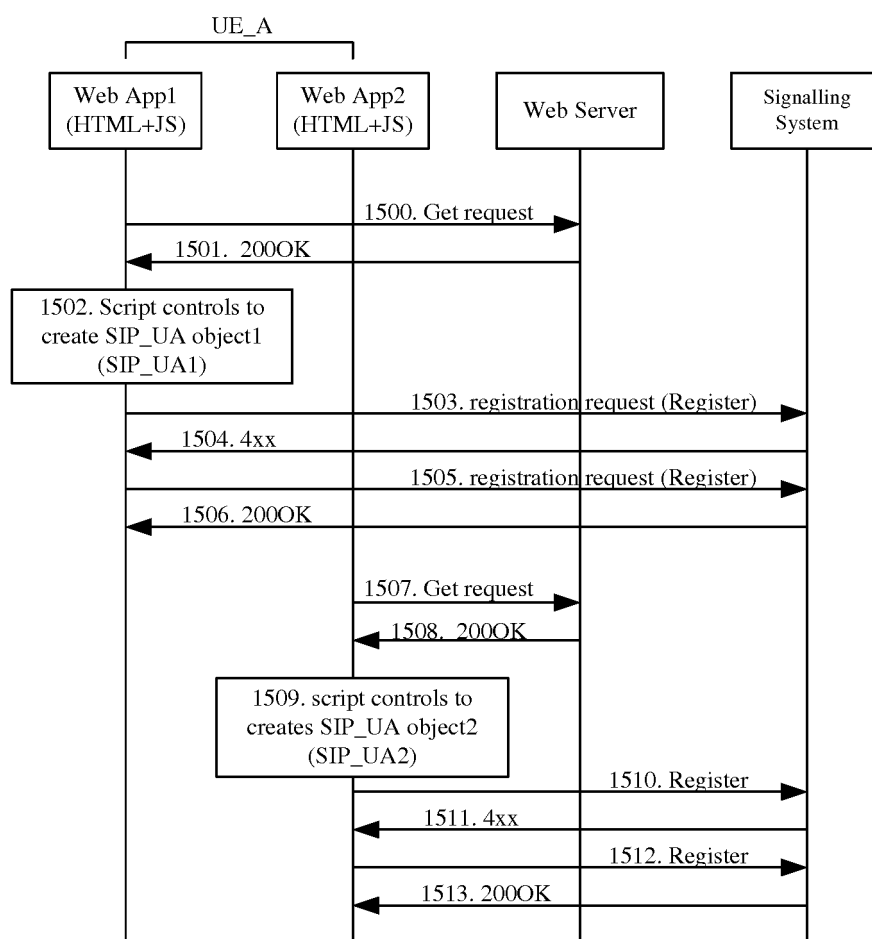 UE_A
Web App1
(HTML+JS)
Web App2
(HTML+JS)
Web Server
Signalling
System
1500. Get request
1501. 200OK
1502. Script controls to
create SIP_UA object1
(SIP_UA1)
1503. registration request (Register)
1504. 4xx
1505. registration request (Register)
1506. 200OK
1507. Get request
1508. 200OK
1509. script controls to
creates SIP_UA object2
(SIP_UA2)
1510. Register
1511. 4xx
1512. Register
1513. 200OK